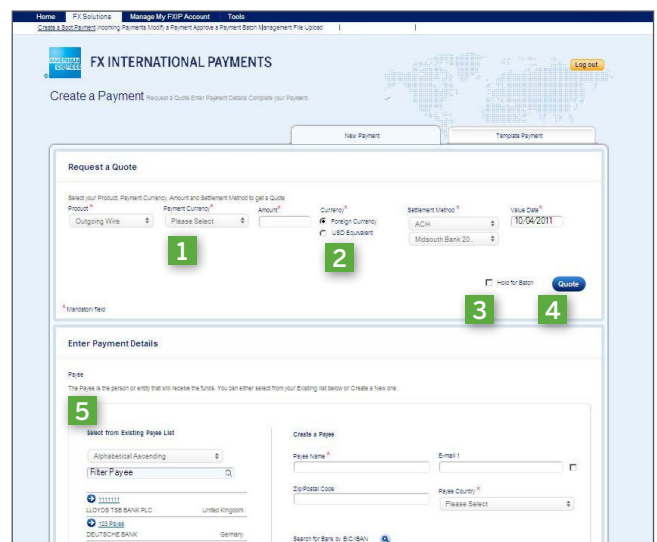 Home FX Solutions Manage My FXIP Account Tools
Create a Spot Payment Incoming Payments Modify a Payment Approve a Payment Batch Management File Upload
AMERICAN EXPRESS
FX INTERNATIONAL PAYMENTS
Log out
Create a Payment Request a Quote Enter Payment Details Complete your Payment
New Payment Template Payment
Request a Quote
Select your Product, Payment Currency, Amount and Settlement Method to get a Quote
Product * Payment Currency * Amount * Currency * Settlement Method * Value Date *
Outgoing Wire Please Select Foreign Currency ACH 10/04/2011
USD Equivalent Midsouth Bank 20..
1 2
Hold for Batch Quote
3 4
* Mandatory field
Enter Payment Details
Payee
The Payee is the person or entity that will receive the funds. You can either select from your Existing list below or Create a New one.
5
Select from Existing Payee List Create a Payee
Alphabetical Ascending Payee Name * E-mail 1
Filter Payee
Zip/Postal Code Payee Country *
1111111 Please Select
LLOYDS TSB BANK PLC United Kingdom
123 Payee
DEUTSCHE BANK Germany Search for Bank by BIC/IBAN